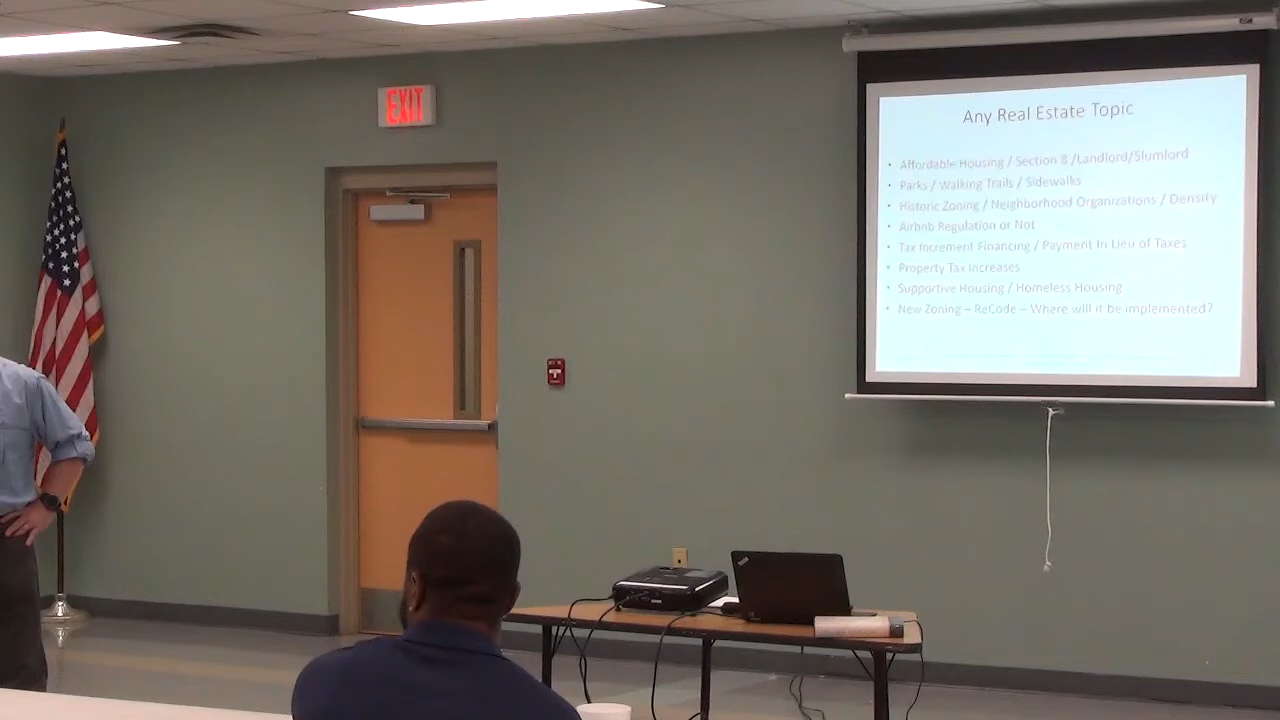 EXIT
Any Real Estate Topic
• Affordable Housing / Section 8 /Landlord/Slumlord
• Parks / Walking Trails / Sidewalks
• Historic Zoning / Neighborhood Organizations / Density
• Airbnb Regulation or Not
• Tax Increment Financing / Payment In Lieu of Taxes
• Property Tax Increases
• Supportive Housing / Homeless Housing
• New Zoning – ReCode – Where will it be implemented?